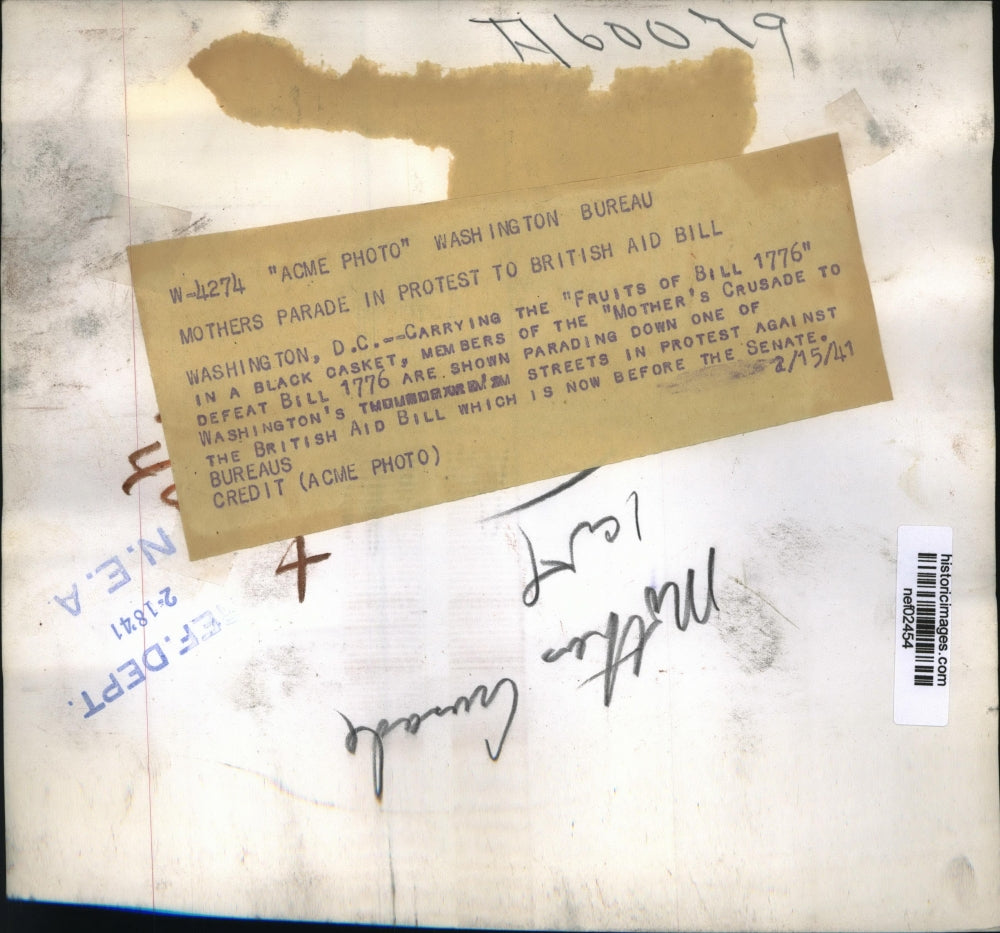 A60079
W-4274 "ACME PHOTO" WASHINGTON BUREAU
MOTHERS PARADE IN PROTEST TO BRITISH AID BILL
WASHINGTON, D.C.--CARRYING THE "FRUITS OF BILL 1776"
IN A BLACK CASKET, MEMBERS OF THE "MOTHER'S CRUSADE TO
DEFEAT BILL 1776 ARE SHOWN PARADING DOWN ONE OF
WASHINGTON'S STREETS IN PROTEST AGAINST
THE BRITISH AID BILL WHICH IS NOW BEFORE THE SENATE.
BUREAUS 2/15/41
CREDIT (ACME PHOTO)
4
N.E.A
2-18-41
REF. DEPT.
Mothers
Crusade
historicimages.com
nef02454